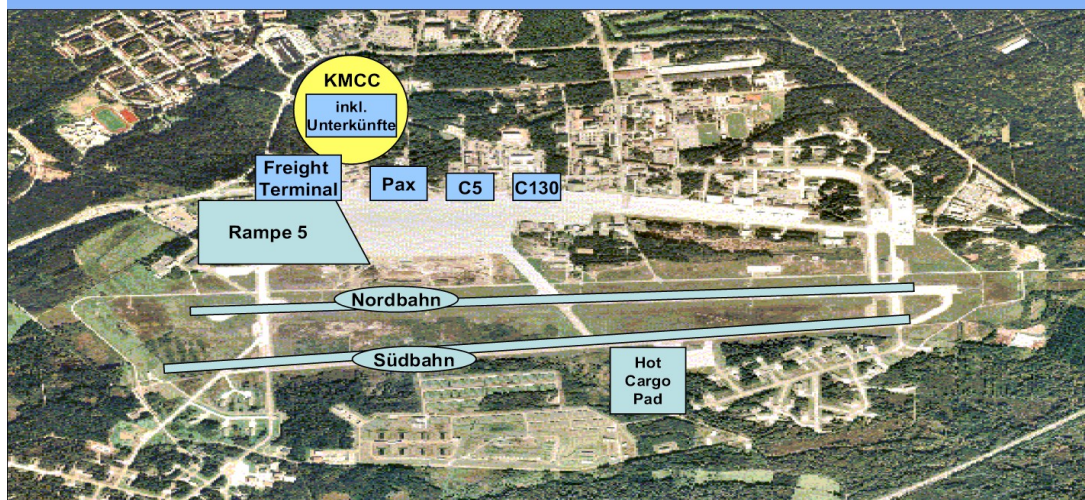 KMCC
inkl.
Unterkünfte
Freight
Terminal
Pax
C5
C130
Rampe 5
Nordbahn
Südbahn
Hot
Cargo
Pad